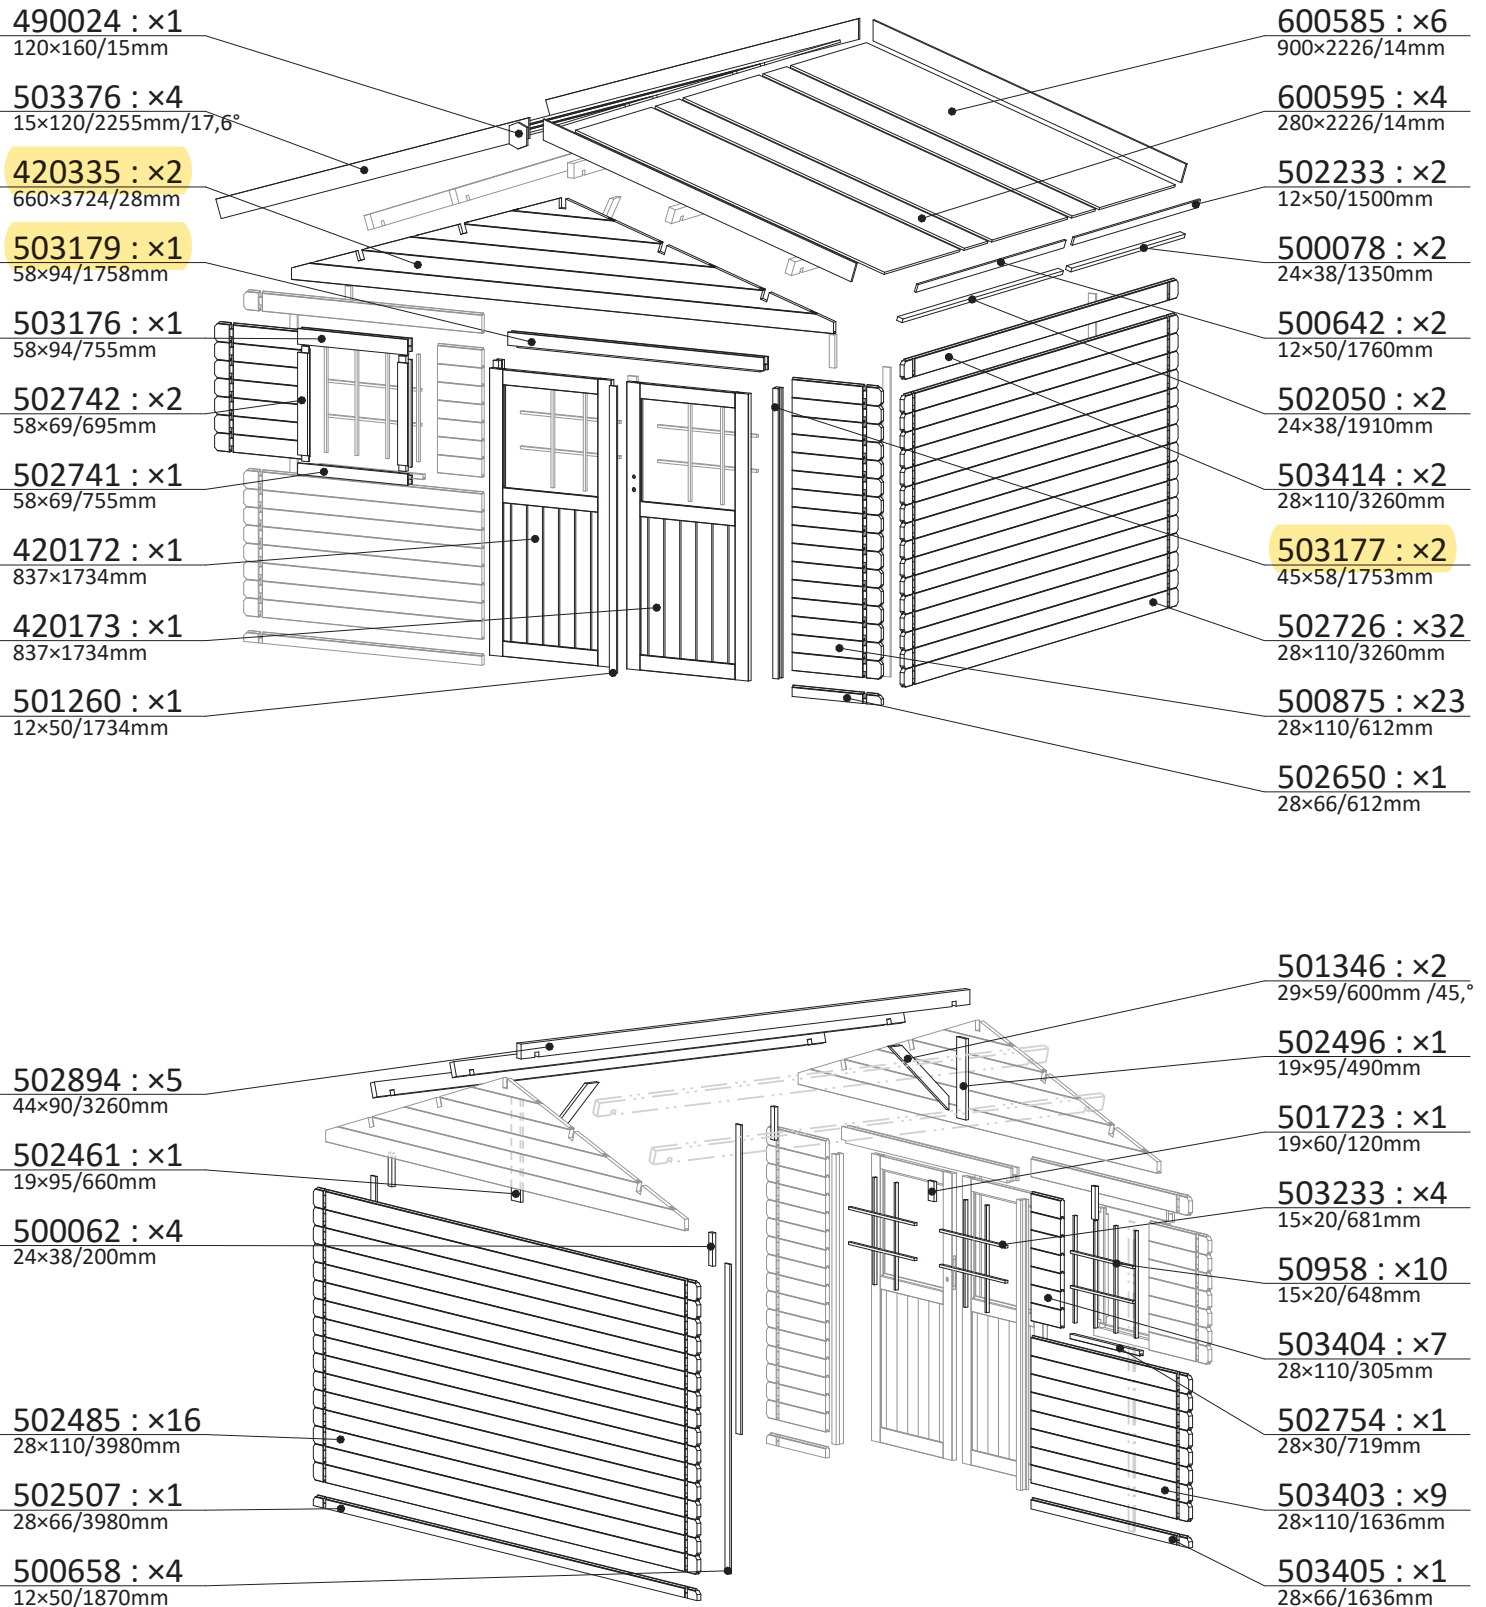 490024 : ×1
120×160/15mm
503376 : ×4
15×120/2255mm/17,6°
420335 : ×2
660×3724/28mm
503179 : ×1
58×94/1758mm
503176 : ×1
58×94/755mm
502742 : ×2
58×69/695mm
502741 : ×1
58×69/755mm
420172 : ×1
837×1734mm
420173 : ×1
837×1734mm
501260 : ×1
12×50/1734mm
600585 : ×6
900×2226/14mm
600595 : ×4
280×2226/14mm
502233 : ×2
12×50/1500mm
500078 : ×2
24×38/1350mm
500642 : ×2
12×50/1760mm
502050 : ×2
24×38/1910mm
503414 : ×2
28×110/3260mm
503177 : ×2
45×58/1753mm
502726 : ×32
28×110/3260mm
500875 : ×23
28×110/612mm
502650 : ×1
28×66/612mm
502894 : ×5
44×90/3260mm
502461 : ×1
19×95/660mm
500062 : ×4
24×38/200mm
502485 : ×16
28×110/3980mm
502507 : ×1
28×66/3980mm
500658 : ×4
12×50/1870mm
501346 : ×2
29×59/600mm /45,°
502496 : ×1
19×95/490mm
501723 : ×1
19×60/120mm
503233 : ×4
15×20/681mm
50958 : ×10
15×20/648mm
503404 : ×7
28×110/305mm
502754 : ×1
28×30/719mm
503403 : ×9
28×110/1636mm
503405 : ×1
28×66/1636mm